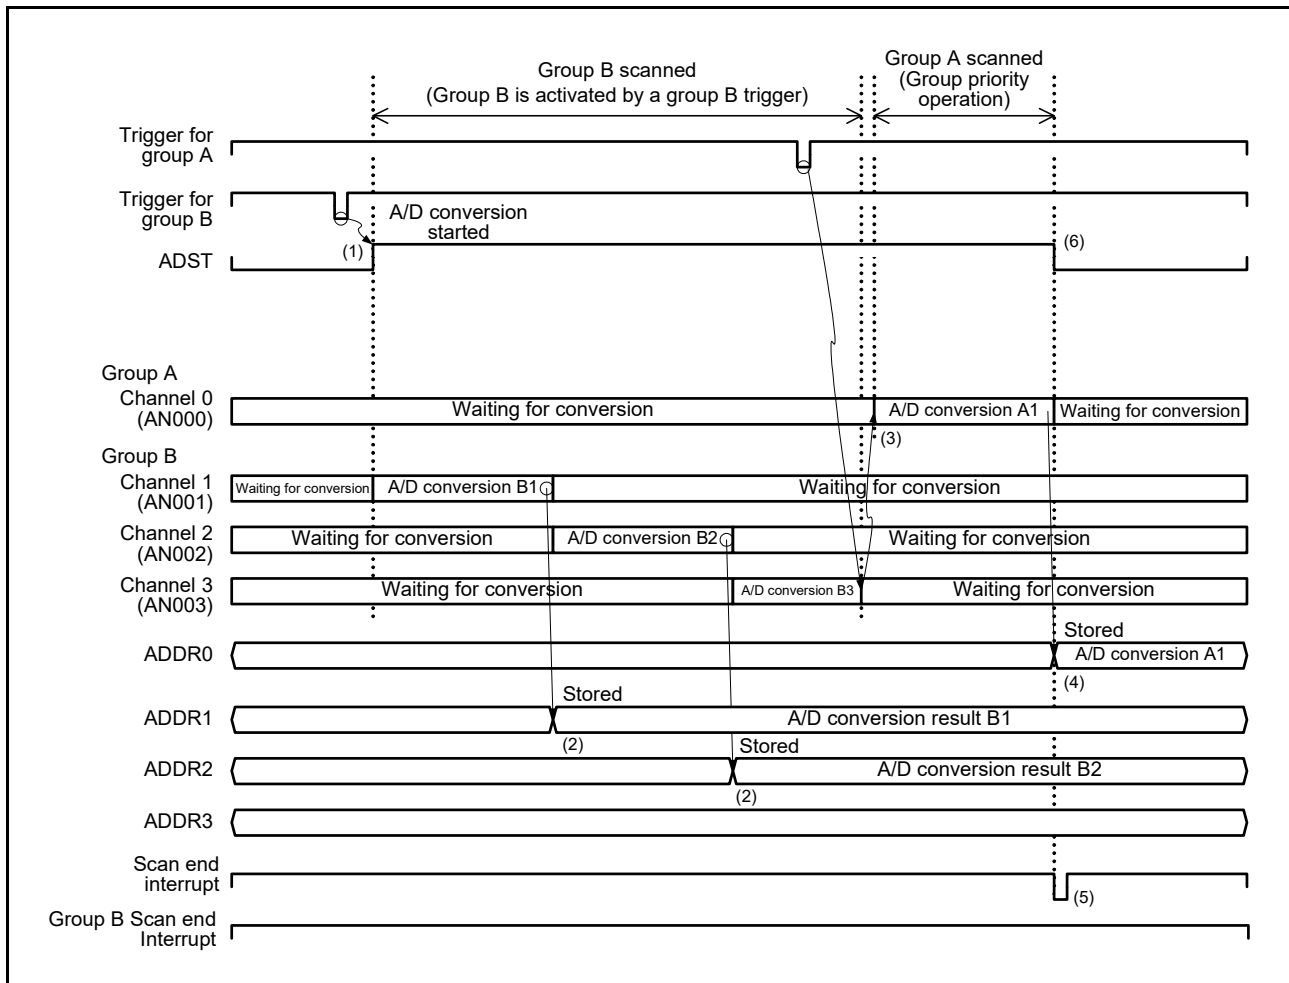 Group B scanned
(Group B is activated by a group B trigger)
Group A scanned
(Group priority
operation)
Trigger for
group A
Trigger for
group B
A/D conversion
started
(1)
(6)
ADST
Group A
Channel 0
(AN000)
Waiting for conversion
A/D conversion A1
Waiting for conversion
(3)
Group B
Channel 1
(AN001)
Waiting for conversion
A/D conversion B1
Waiting for conversion
Channel 2
(AN002)
Waiting for conversion
A/D conversion B2
Waiting for conversion
Channel 3
(AN003)
Waiting for conversion
A/D conversion B3
Waiting for conversion
Stored
ADDR0
A/D conversion A1
(4)
Stored
ADDR1
A/D conversion result B1
(2)
Stored
ADDR2
A/D conversion result B2
(2)
ADDR3
Scan end
interrupt
(5)
Group B Scan end
Interrupt